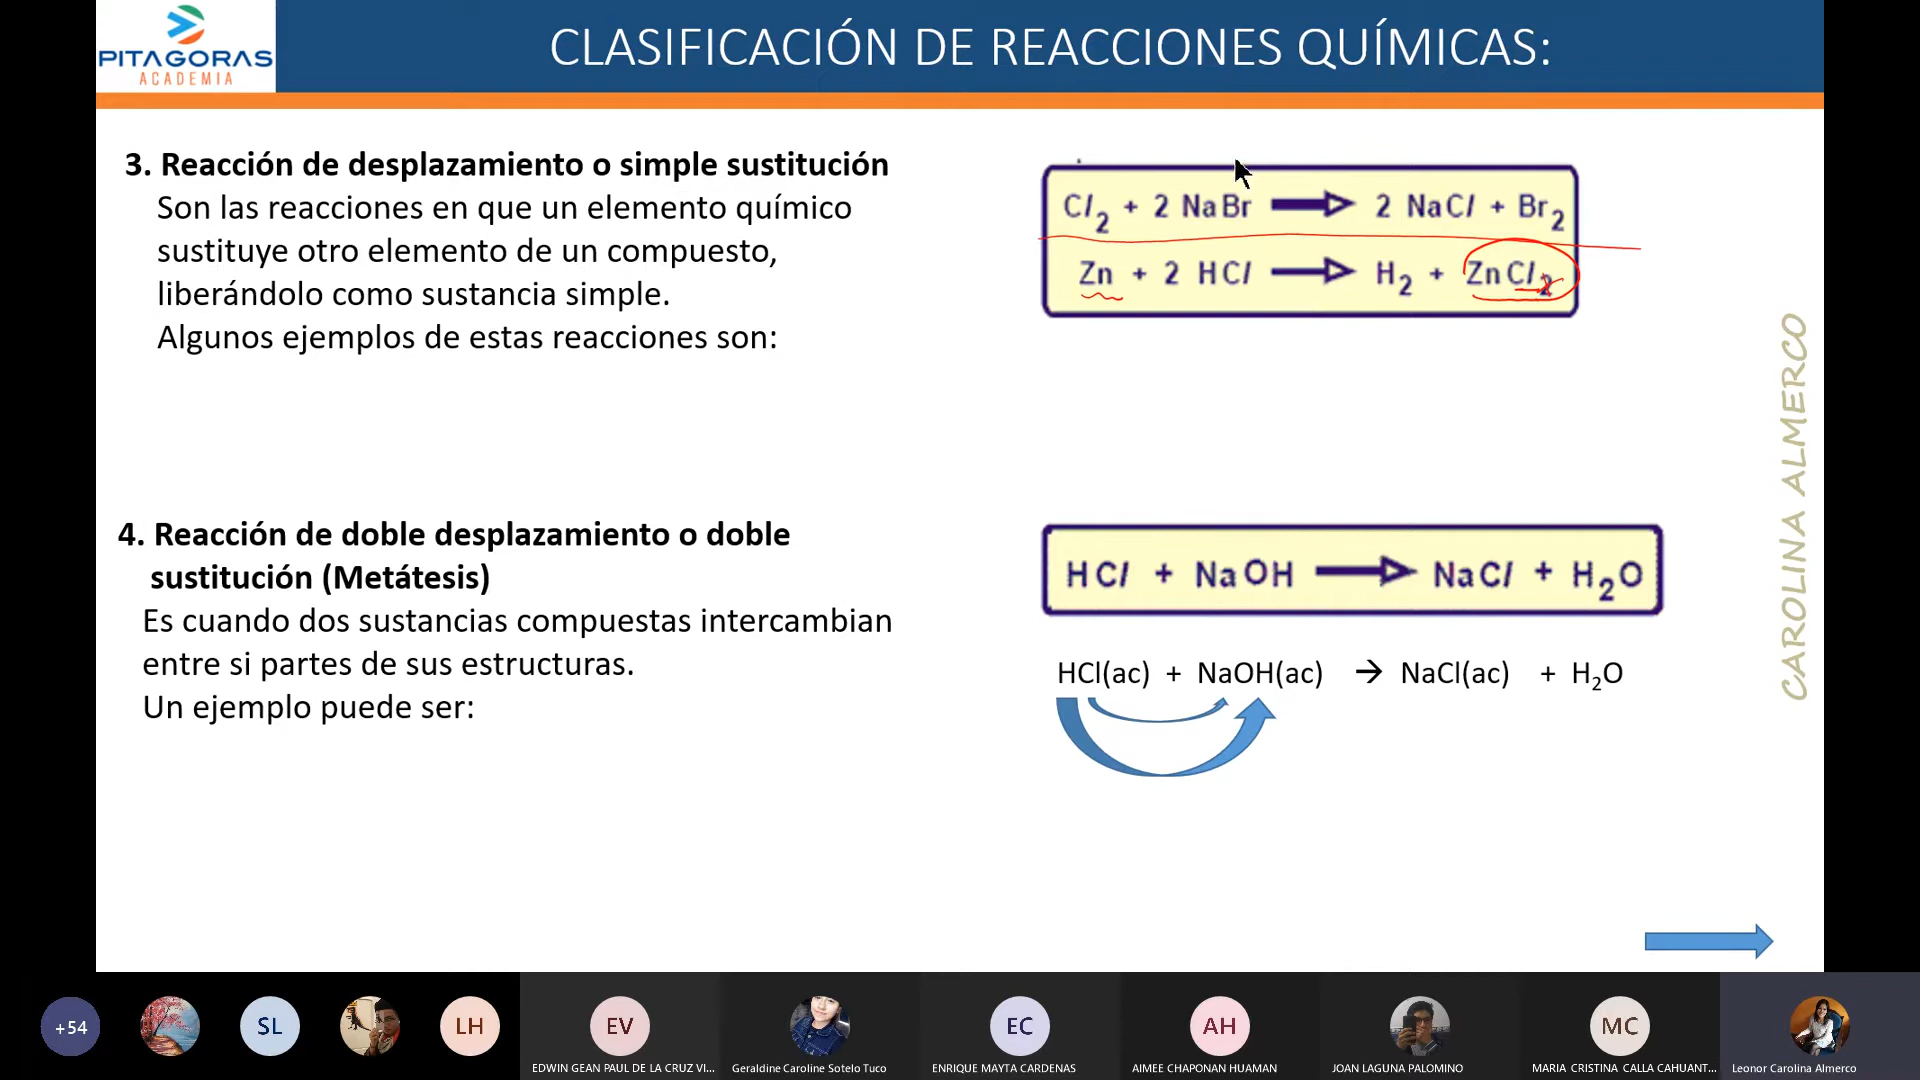 PITAGORAS
ACADEMIA
CLASIFICACIÓN DE REACCIONES QUÍMICAS:
3. Reacción de desplazamiento o simple sustitución
Son las reacciones en que un elemento químico
sustituye otro elemento de un compuesto,
liberándolo como sustancia simple.
Algunos ejemplos de estas reacciones son:
Cl₂ + 2 NaBr → 2 NaCl + Br₂
Zn + 2 HCl → H₂ + ZnCl₂
4. Reacción de doble desplazamiento o doble
sustitución (Metátesis)
Es cuando dos sustancias compuestas intercambian
entre si partes de sus estructuras.
Un ejemplo puede ser:
HCl + NaOH → NaCl + H₂O
HCl(ac) + NaOH(ac) → NaCl(ac) + H₂O
CAROLINA ALMERCO
+54
SL
LH
EV
EC
AH
MC
EDWIN GEAN PAUL DE LA CRUZ VI...
Geraldine Caroline Sotelo Tuco
ENRIQUE MAYTA CARDENAS
AIMEE CHAPONAN HUAMAN
JOAN LAGUNA PALOMINO
MARIA CRISTINA CALLA CAHUANT...
Leonor Carolina Almerco